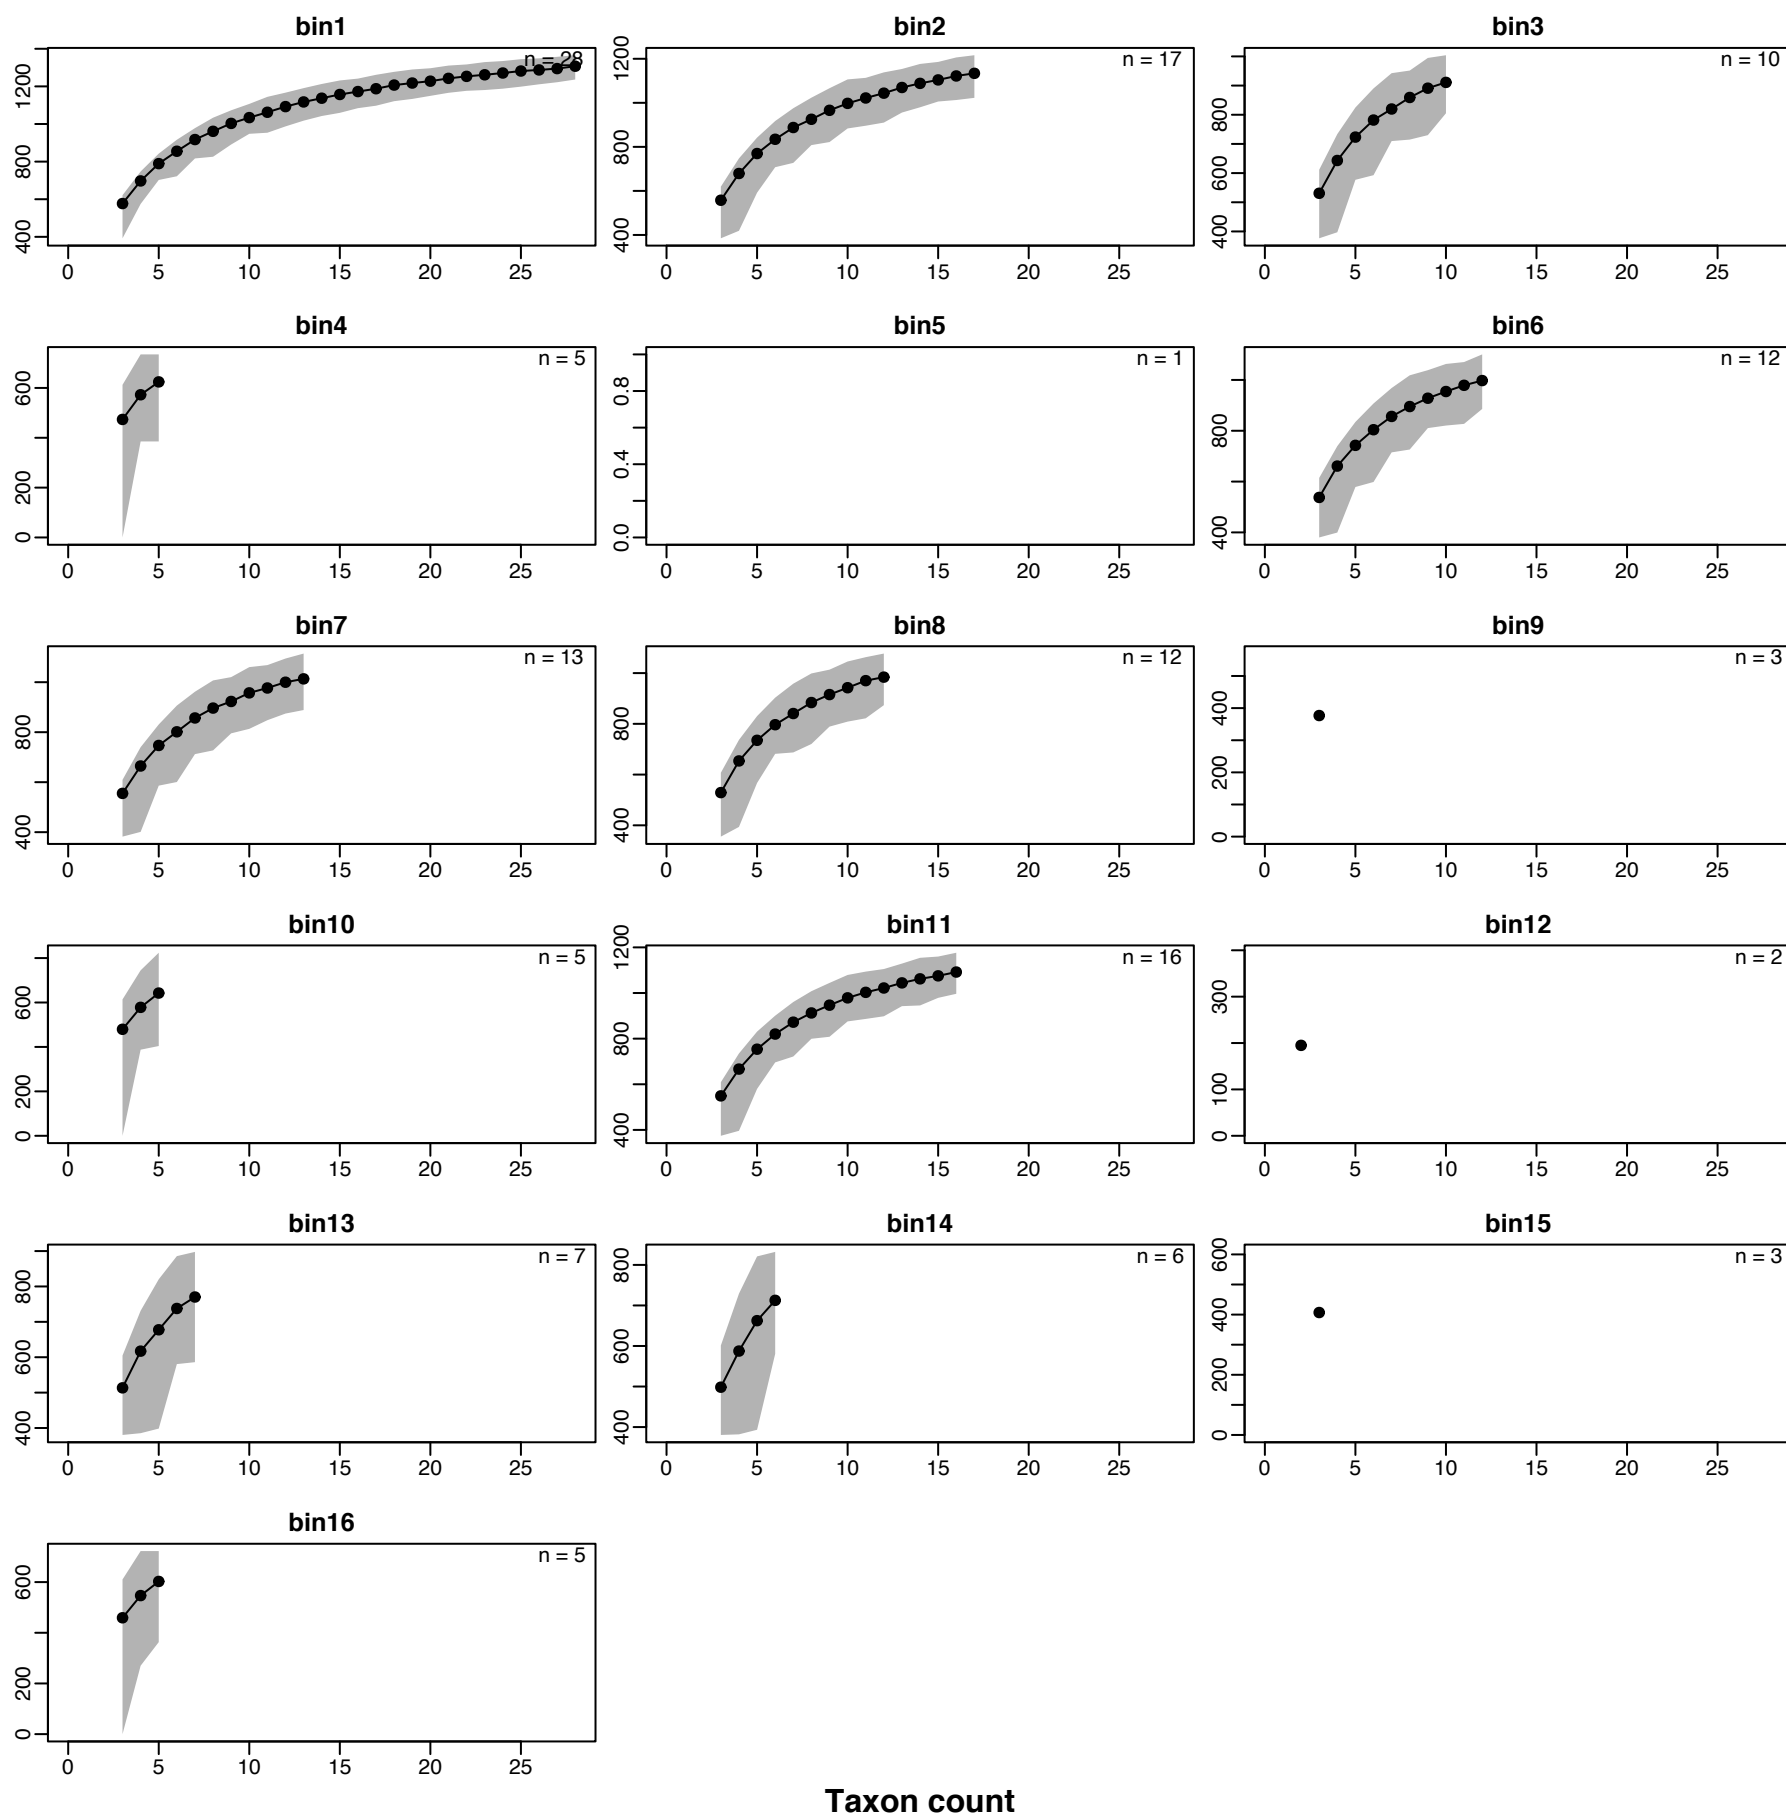 bin1
n = 28
400 800 1200
0 5 10 15 20 25
bin2
n = 17
400 800 1200
0 5 10 15 20 25
bin3
n = 10
400 600 800
0 5 10 15 20 25
bin4
n = 5
0 200 600
0 5 10 15 20 25
bin5
n = 1
0.0 0.4 0.8
0 5 10 15 20 25
bin6
n = 12
400 800
0 5 10 15 20 25
bin7
n = 13
400 800
0 5 10 15 20 25
bin8
n = 12
400 800
0 5 10 15 20 25
bin9
n = 3
0 200 400
0 5 10 15 20 25
bin10
n = 5
0 200 600
0 5 10 15 20 25
bin11
n = 16
400 800 1200
0 5 10 15 20 25
bin12
n = 2
0 100 300
0 5 10 15 20 25
bin13
n = 7
400 600 800
0 5 10 15 20 25
bin14
n = 6
400 600 800
0 5 10 15 20 25
bin15
n = 3
0 200 400 600
0 5 10 15 20 25
bin16
n = 5
0 200 600
0 5 10 15 20 25
Taxon count